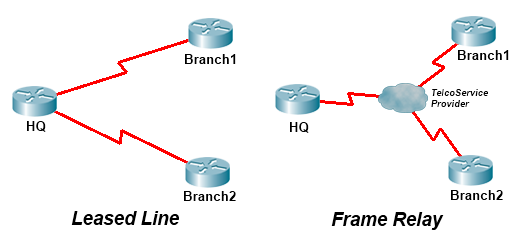 Branch1
HQ
Branch2
Leased Line
Branch1
TelcoService
Provider
HQ
Branch2
Frame Relay